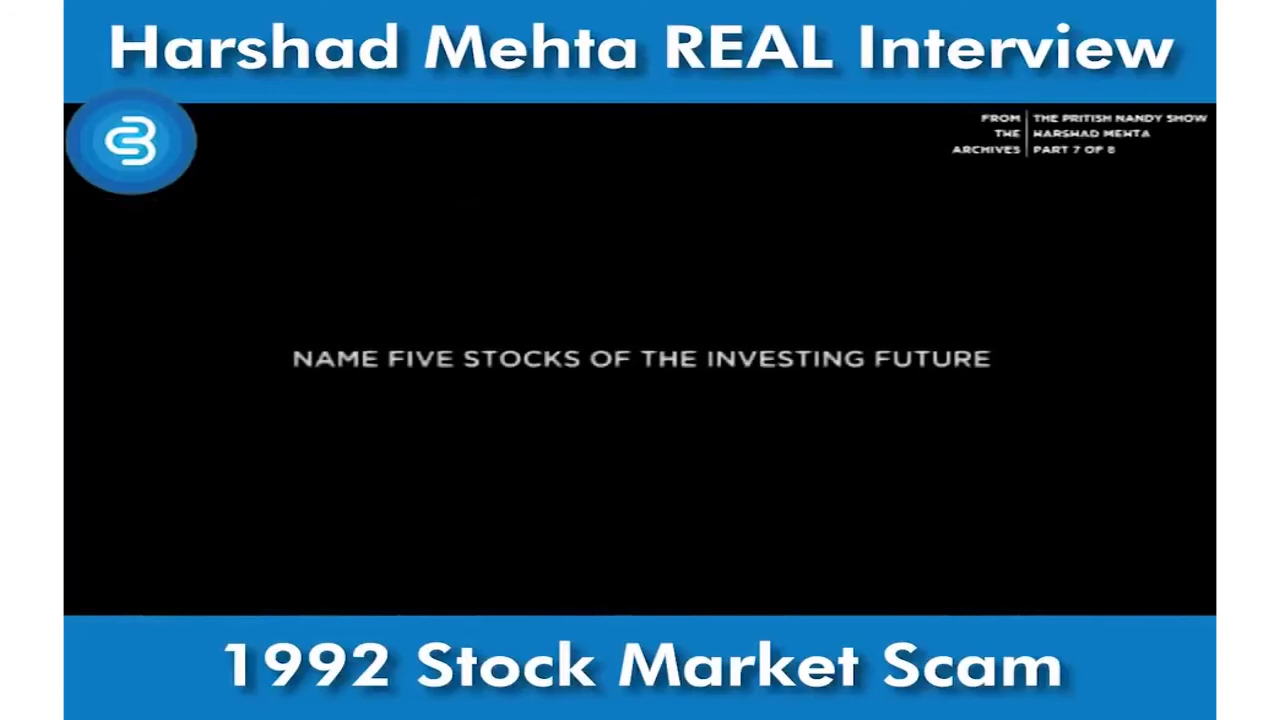 Harshad Mehta REAL Interview
FROM THE PRITISH NANDY SHOW
THE HARSHAD MEHTA
ARCHIVES PART 7 OF 8
NAME FIVE STOCKS OF THE INVESTING FUTURE
1992 Stock Market Scam